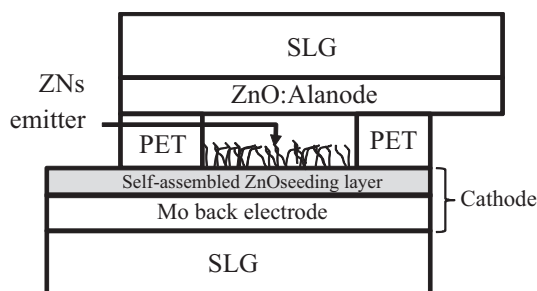 SLG
ZNs
emitter
ZnO:Alanode
PET
PET
Self-assembled ZnOseeding layer
Mo back electrode
Cathode
SLG